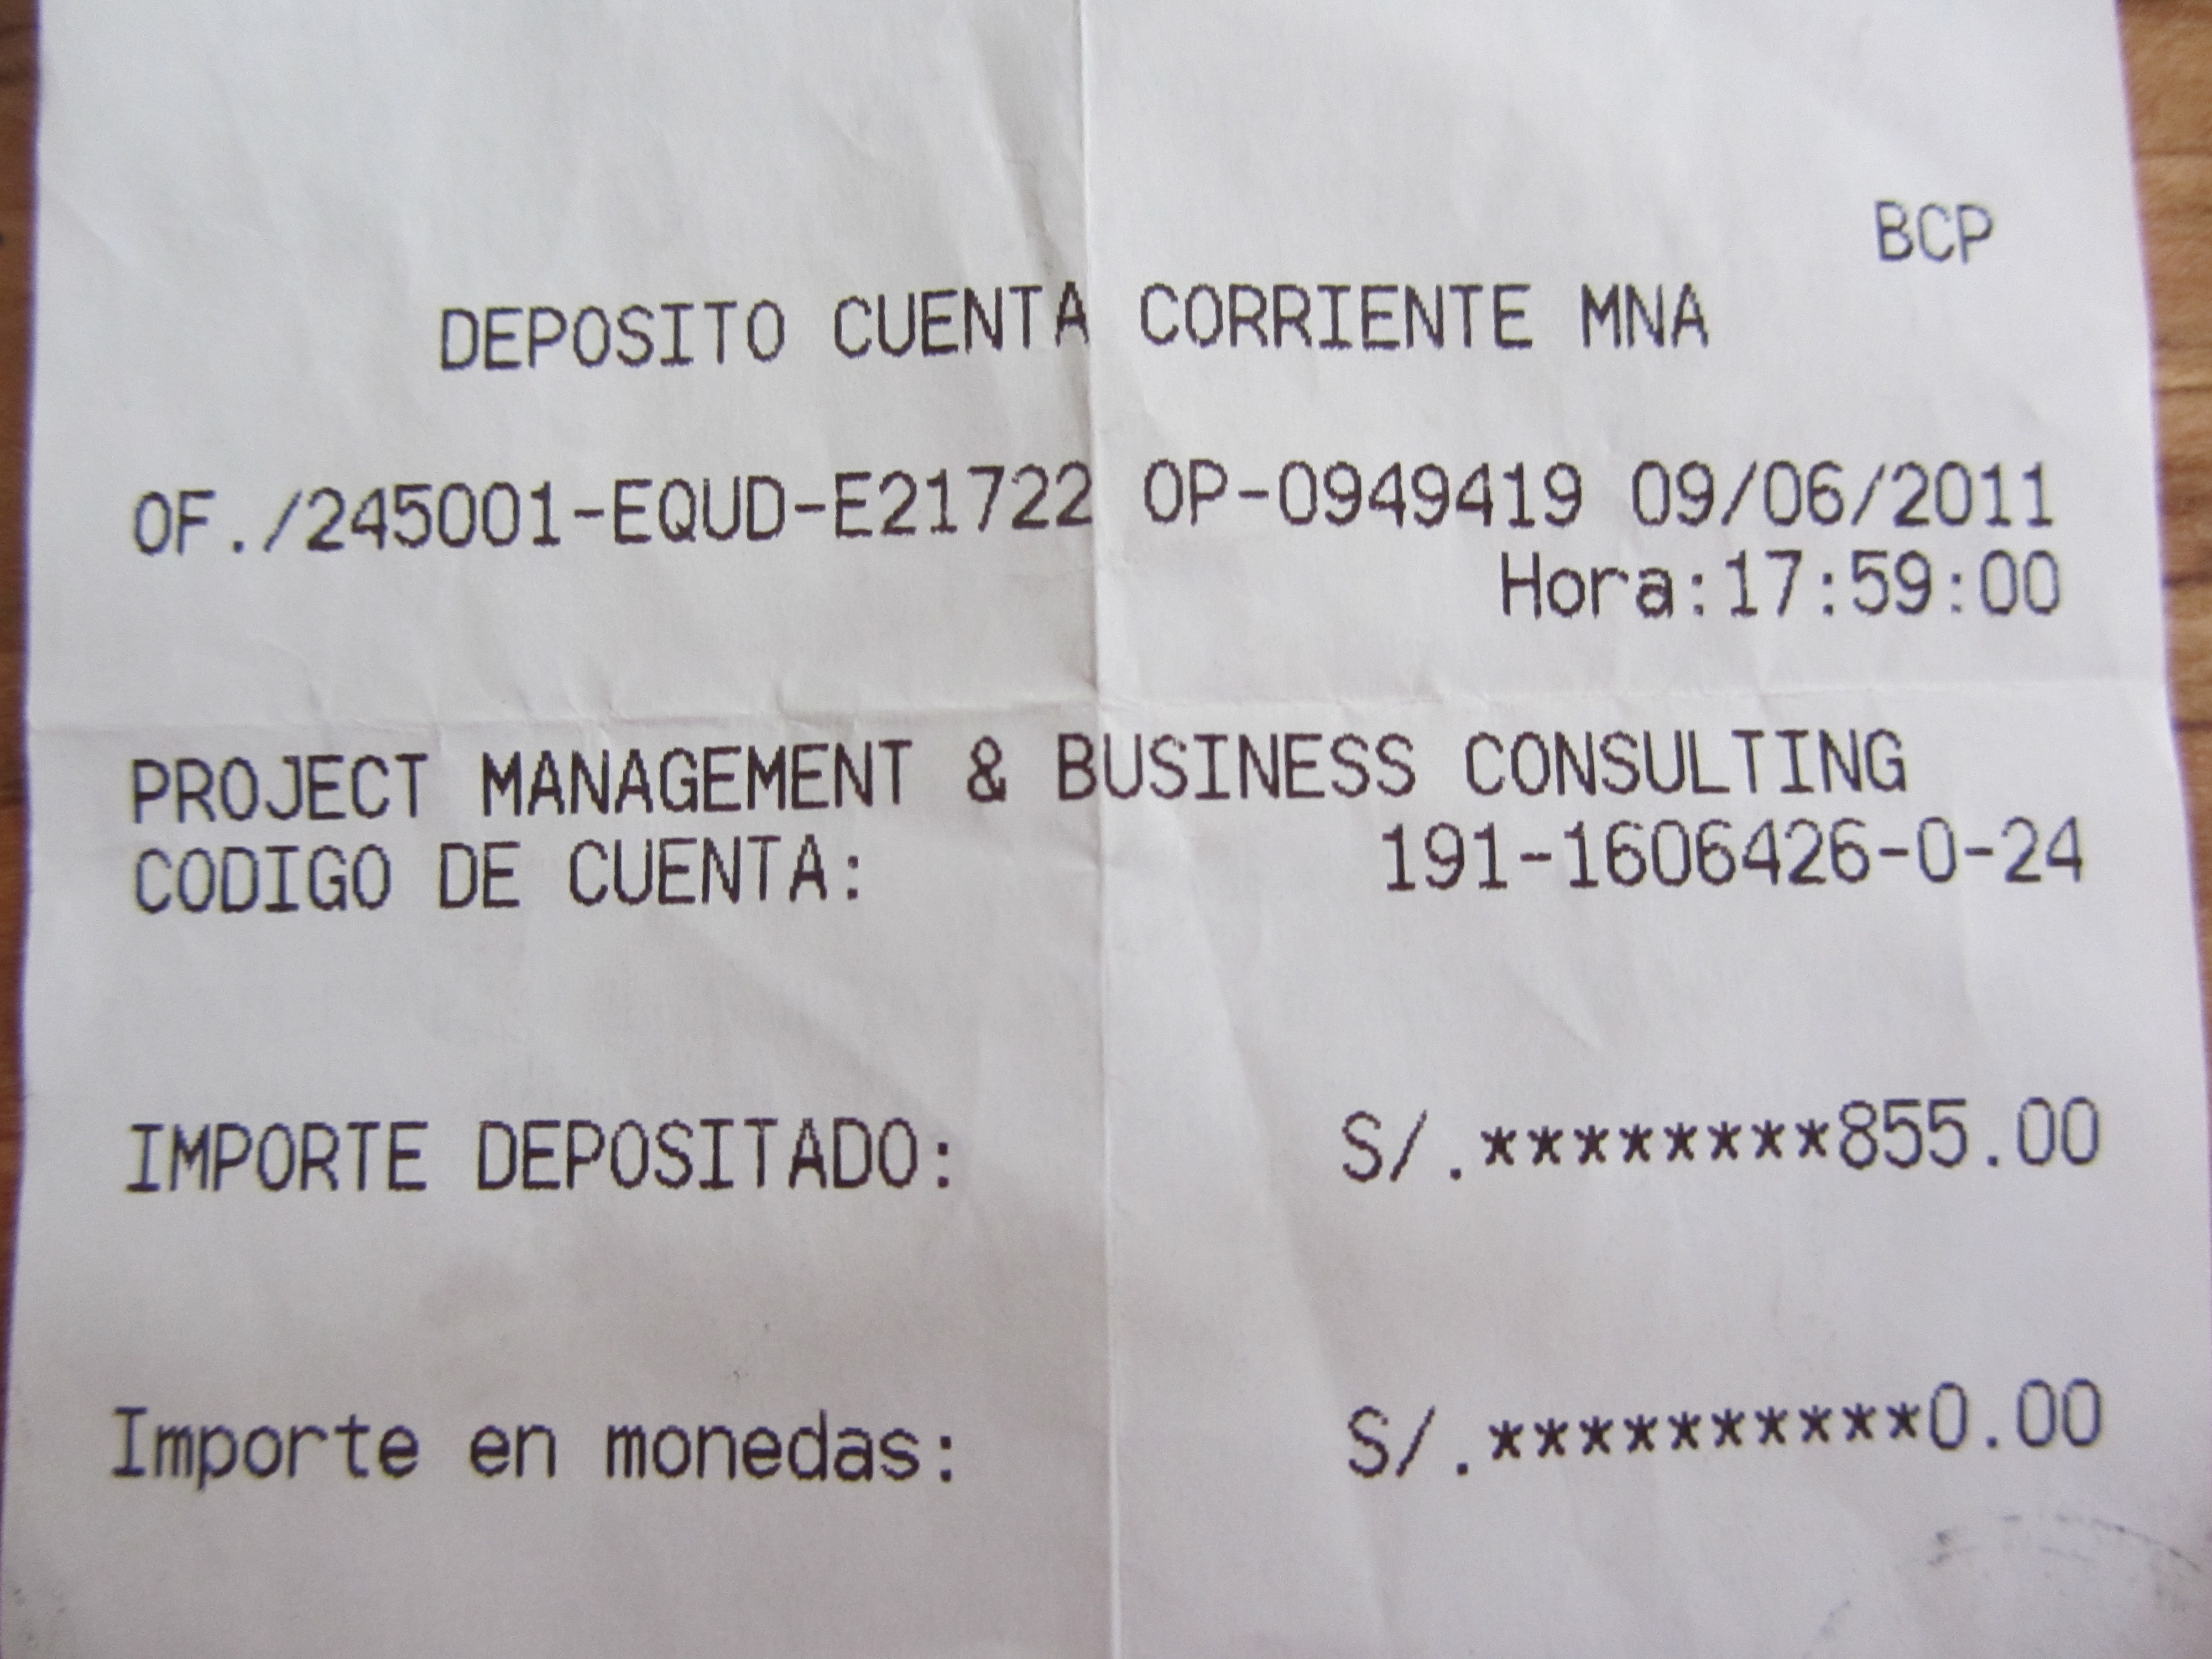 BCP
DEPOSITO CUENTA CORRIENTE MNA
OF./245001-EQUD-E21722 OP-0949419 09/06/2011
Hora:17:59:00
PROJECT MANAGEMENT & BUSINESS CONSULTING
CODIGO DE CUENTA: 191-1606426-0-24
IMPORTE DEPOSITADO: S/.********855.00
Importe en monedas: S/.**********0.00